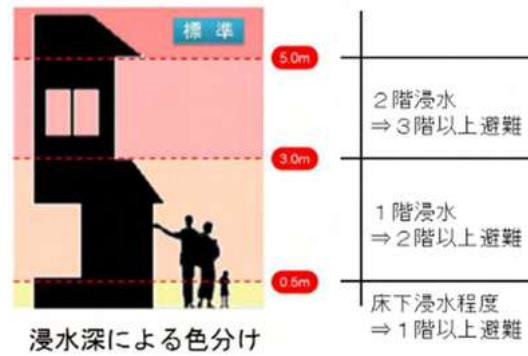 標 準
5.0m
2階浸水
⇒3階以上避難
3.0m
1階浸水
⇒2階以上避難
0.5m
床下浸水程度
⇒1階以上避難
浸水深による色分け